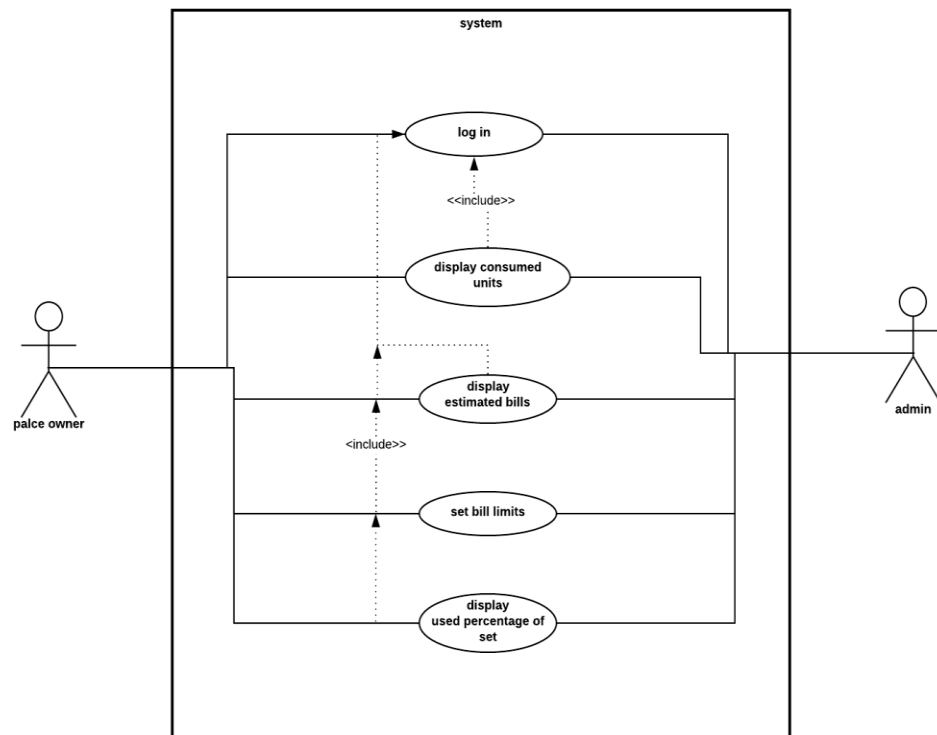 system
log in
<<include>>
display consumed
units
display
estimated bills
palce owner
admin
<include>>
set bill limits
display
used percentage of
set